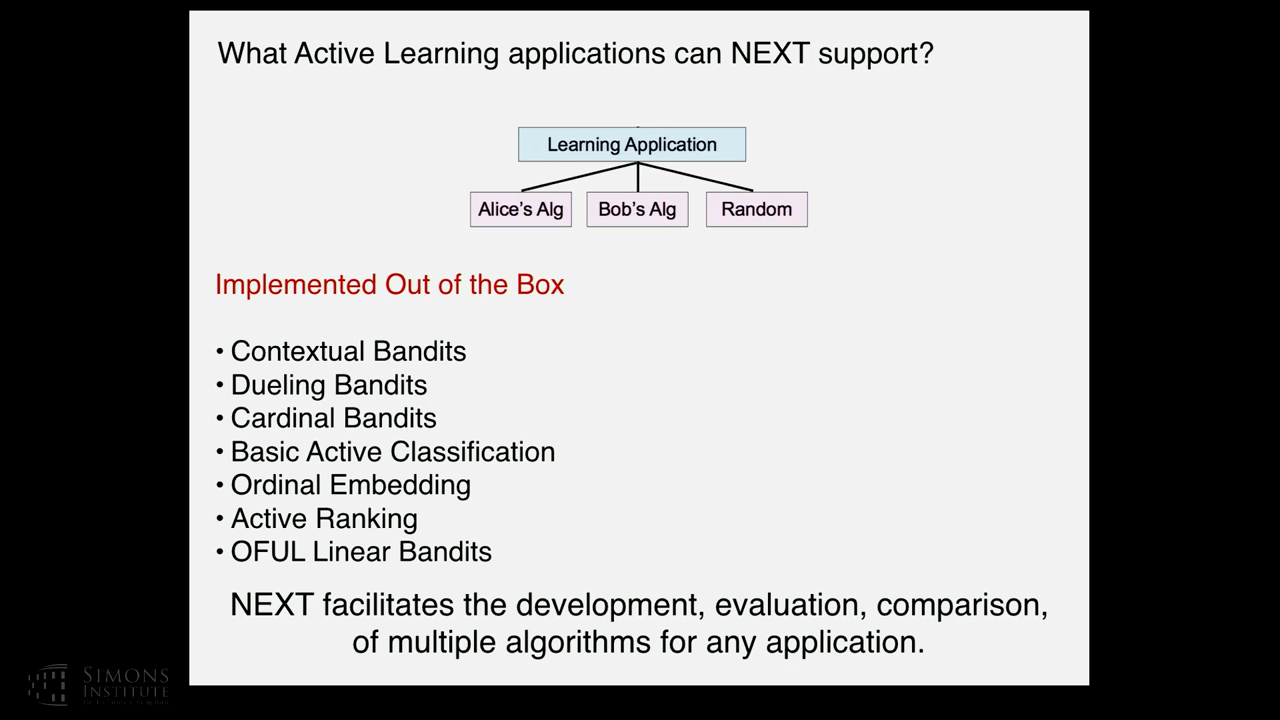 What Active Learning applications can NEXT support?
Learning Application
Alice's Alg Bob's Alg Random
Implemented Out of the Box
• Contextual Bandits
• Dueling Bandits
• Cardinal Bandits
• Basic Active Classification
• Ordinal Embedding
• Active Ranking
• OFUL Linear Bandits
NEXT facilitates the development, evaluation, comparison,
of multiple algorithms for any application.
SIMONS
INSTITUTE